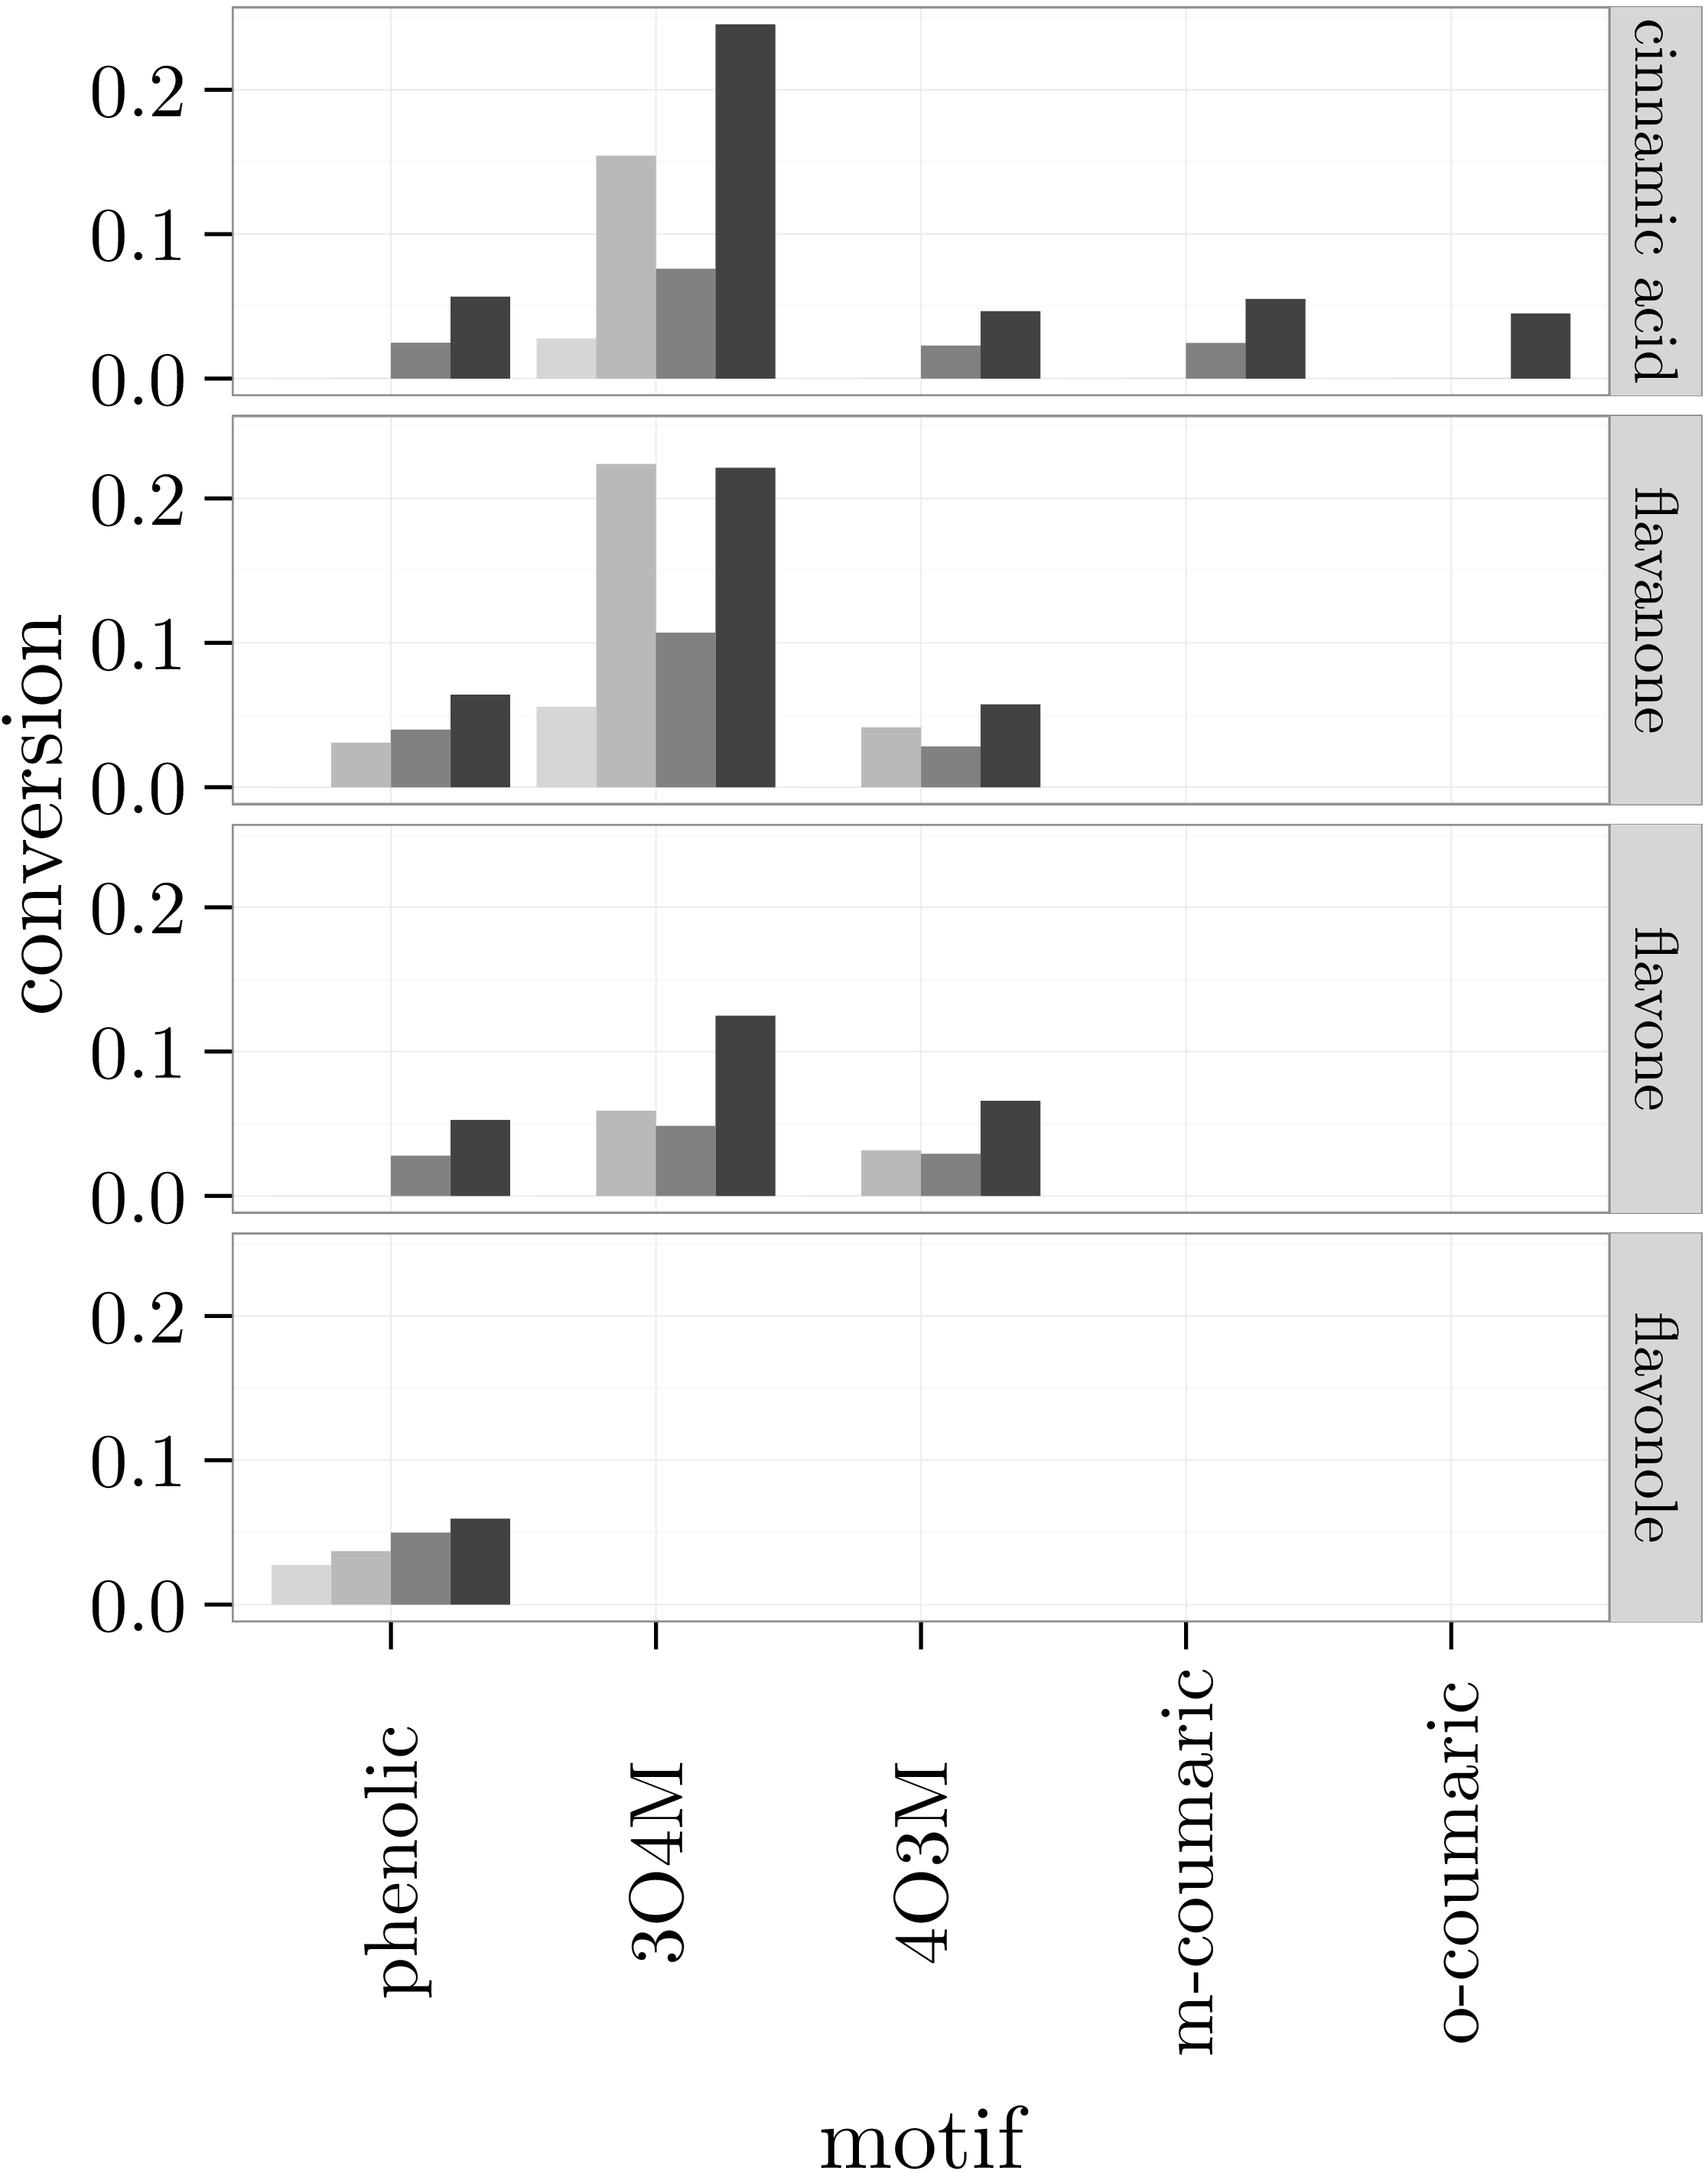 conversion
0.2
0.1
0.0
cinnamic acid
0.2
0.1
0.0
flavanone
0.2
0.1
0.0
flavone
0.2
0.1
0.0
flavonole
phenolic
3O4M
4O3M
m-coumaric
o-coumaric
motif